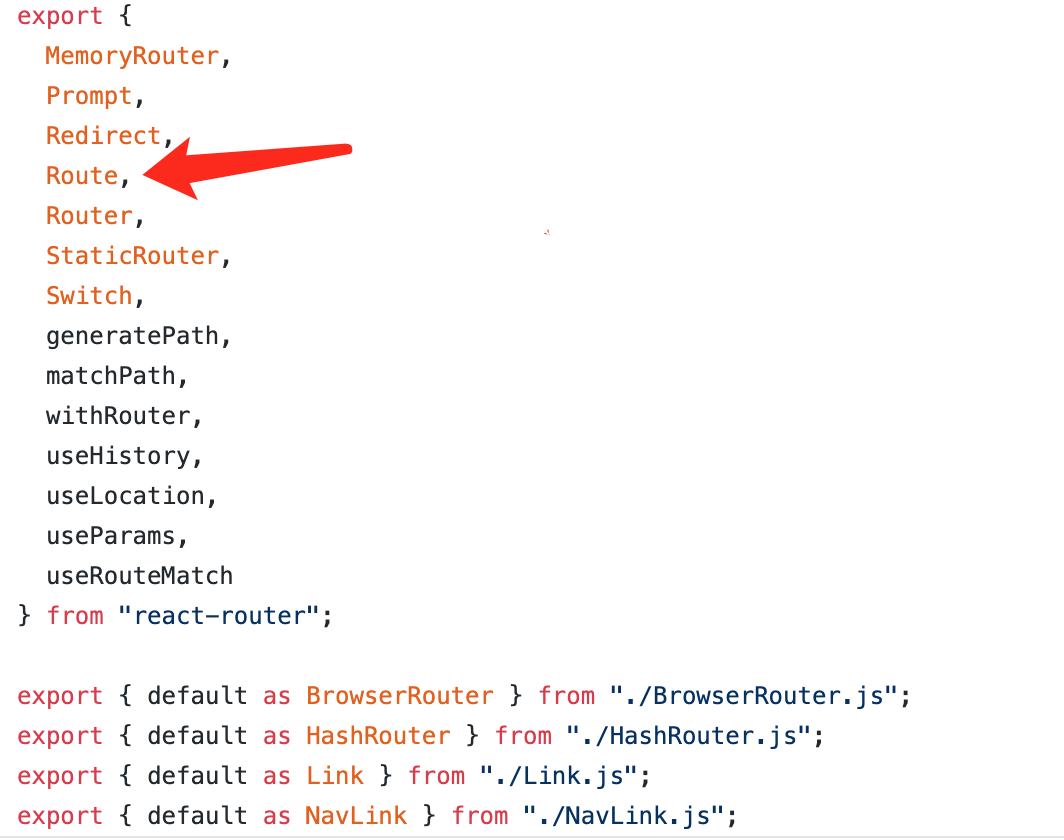 export {
  MemoryRouter,
  Prompt,
  Redirect,
  Route,
  Router,
  StaticRouter,
  Switch,
  generatePath,
  matchPath,
  withRouter,
  useHistory,
  useLocation,
  useParams,
  useRouteMatch
} from "react-router";
export { default as BrowserRouter } from "./BrowserRouter.js";
export { default as HashRouter } from "./HashRouter.js";
export { default as Link } from "./Link.js";
export { default as NavLink } from "./NavLink.js";